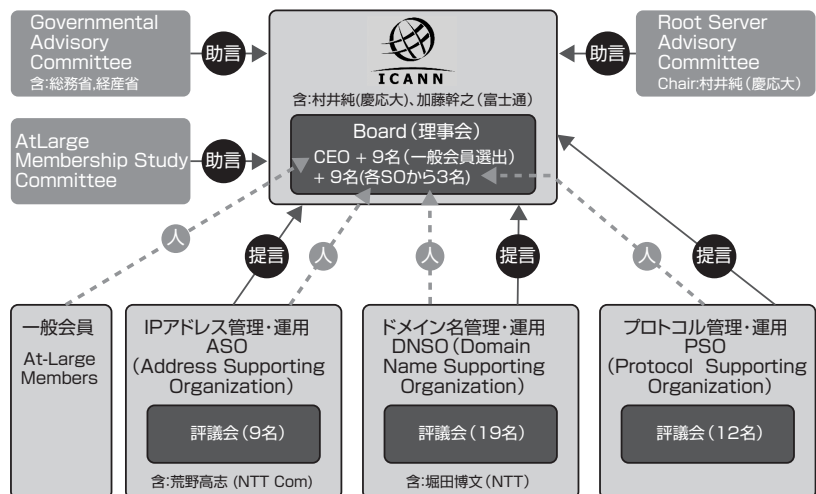 Governmental
Advisory
Committee
含:総務省,経産省
助言
ICANN
含:村井純(慶応大)、加藤幹之(富士通)
Board(理事会)
CEO + 9名(一般会員選出)
+ 9名(各SOから3名)
助言
Root Server
Advisory
Committee
Chair:村井純(慶応大)
AtLarge
Membership Study
Committee
助言
人
提言
人
人
提言
人
提言
一般会員
At-Large
Members
IPアドレス管理・運用
ASO
(Address Supporting
Organization)
評議会(9名)
含:荒野高志 (NTT Com)
ドメイン名管理・運用
DNSO(Domain
Name Supporting
Organization)
評議会(19名)
含:堀田博文(NTT)
プロトコル管理・運用
PSO
(Protocol Supporting
Organization)
評議会(12名)